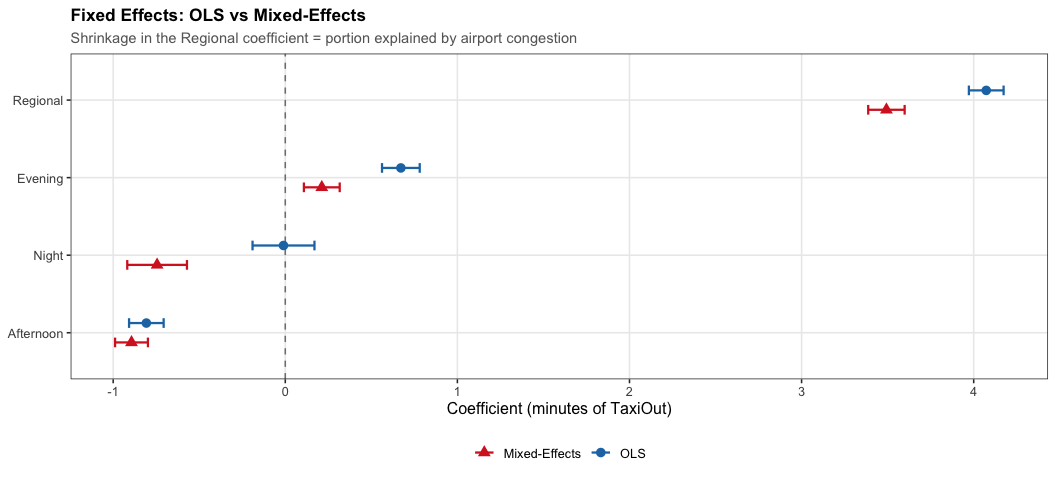 Fixed Effects: OLS vs Mixed-Effects
Shrinkage in the Regional coefficient = portion explained by airport congestion
Regional
Evening
Night
Afternoon
-1 0 1 2 3 4
Coefficient (minutes of TaxiOut)
Mixed-Effects OLS